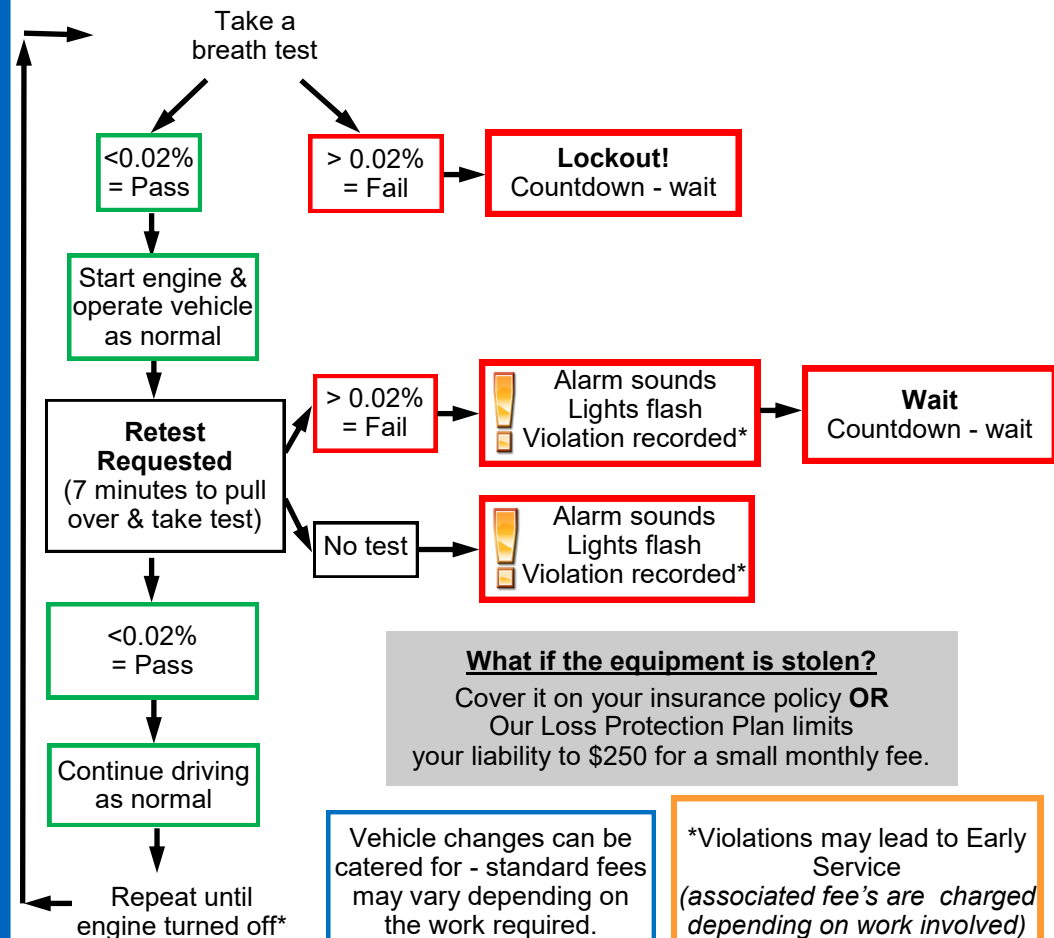 Take a
breath test
<0.02%
= Pass
> 0.02%
= Fail
Lockout!
Countdown - wait
Start engine &
operate vehicle
as normal
Retest
Requested
(7 minutes to pull
over & take test)
> 0.02%
= Fail
Alarm sounds
Lights flash
Violation recorded*
Wait
Countdown - wait
No test
Alarm sounds
Lights flash
Violation recorded*
<0.02%
= Pass
Continue driving
as normal
Repeat until
engine turned off*
What if the equipment is stolen?
Cover it on your insurance policy OR
Our Loss Protection Plan limits
your liability to $250 for a small monthly fee.
Vehicle changes can be
catered for - standard fees
may vary depending on
the work required.
*Violations may lead to Early
Service
(associated fee's are charged
depending on work involved)